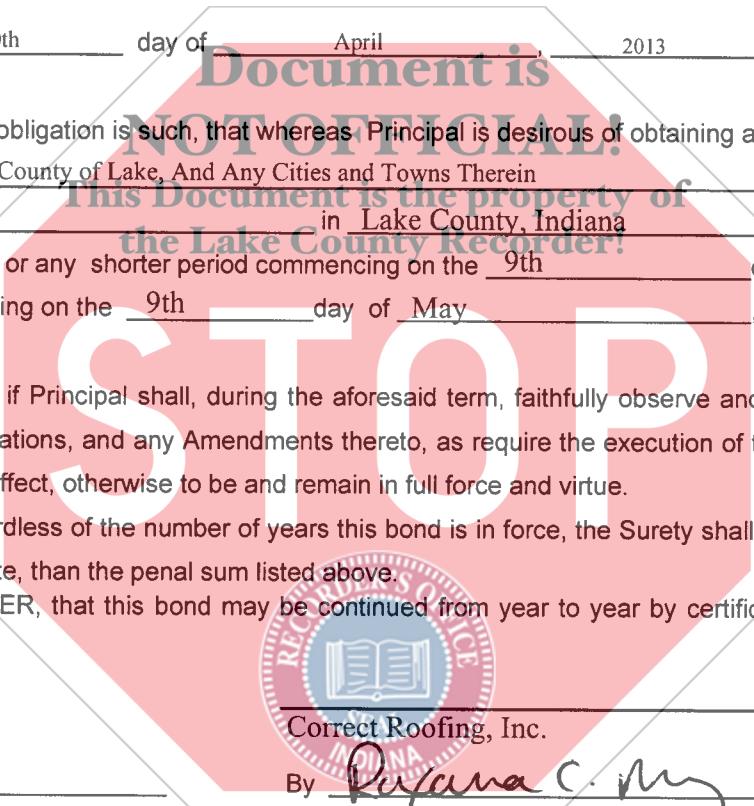 th day of April, 2013
Document is
obligation is such, that whereas Principal is desirous of obtaining a
NOT OFFICIAL!
County of Lake, And Any Cities and Towns Therein
This Document is the property of
in Lake County, Indiana
the Lake County Recorder!
or any shorter period commencing on the 9th
ing on the 9th day of May
STOP
if Principal shall, during the aforesaid term, faithfully observe and
ations, and any Amendments thereto, as require the execution of
ffect, otherwise to be and remain in full force and virtue.
rdless of the number of years this bond is in force, the Surety shall
e, than the penal sum listed above.
ER, that this bond may be continued from year to year by certific
RECORDER'S OFFICE
SEAL
INDIANA
Correct Roofing, Inc.
By